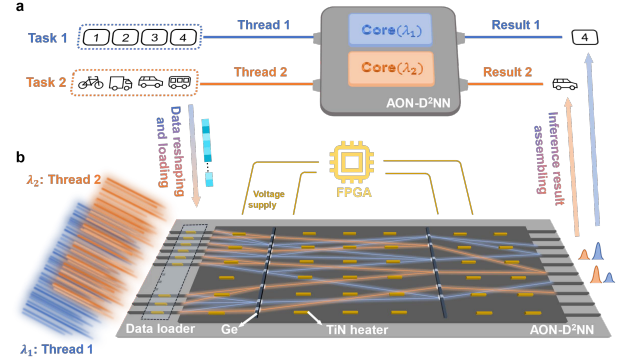 a
Task 1
1 2 3 4
Thread 1
Core(λ₁)
Result 1
4
Task 2
Thread 2
Core(λ₂)
Result 2
AON-D²NN
Data reshaping
and loading
Inference result
assembling
b
λ₂: Thread 2
FPGA
Voltage
supply
Data loader
Ge
TiN heater
AON-D²NN
λ₁: Thread 1